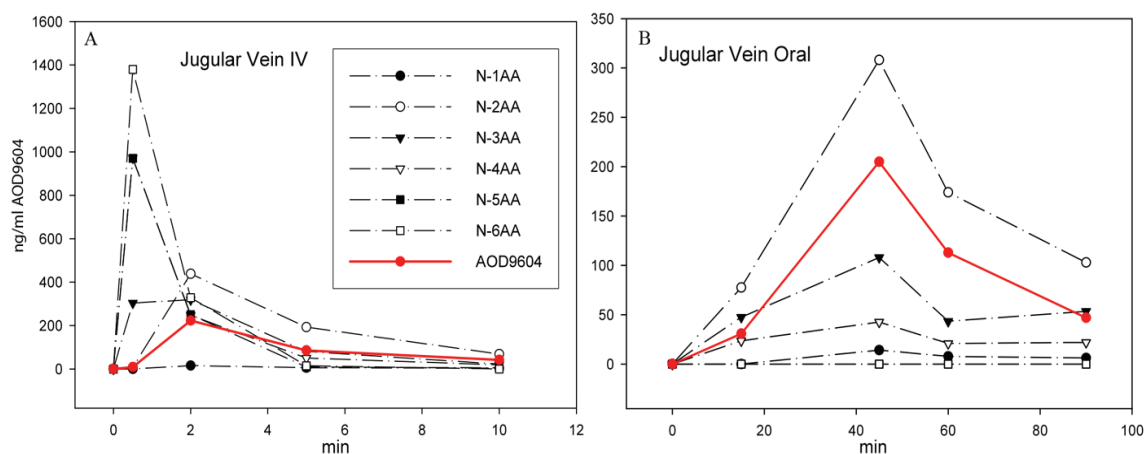 A
Jugular Vein IV
ng/ml AOD9604
1600
1400
1200
1000
800
600
400
200
0
N-1AA
N-2AA
N-3AA
N-4AA
N-5AA
N-6AA
AOD9604
0 2 4 6 8 10 12
min
B
Jugular Vein Oral
350
300
250
200
150
100
50
0
0 20 40 60 80 100
min